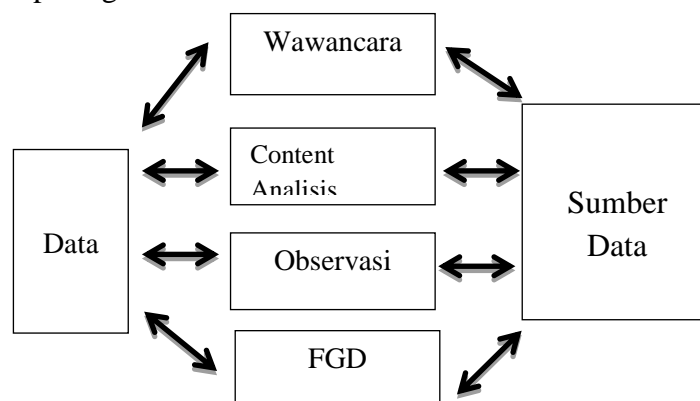 Wawancara
Content
Analisis
Data
Observasi
Sumber
Data
FGD